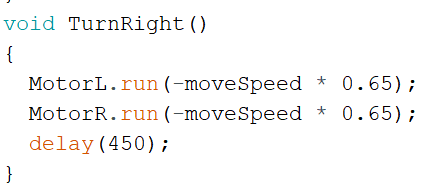 void TurnRight()
{
  MotorL.run(-moveSpeed * 0.65);
  MotorR.run(-moveSpeed * 0.65);
  delay(450);
}